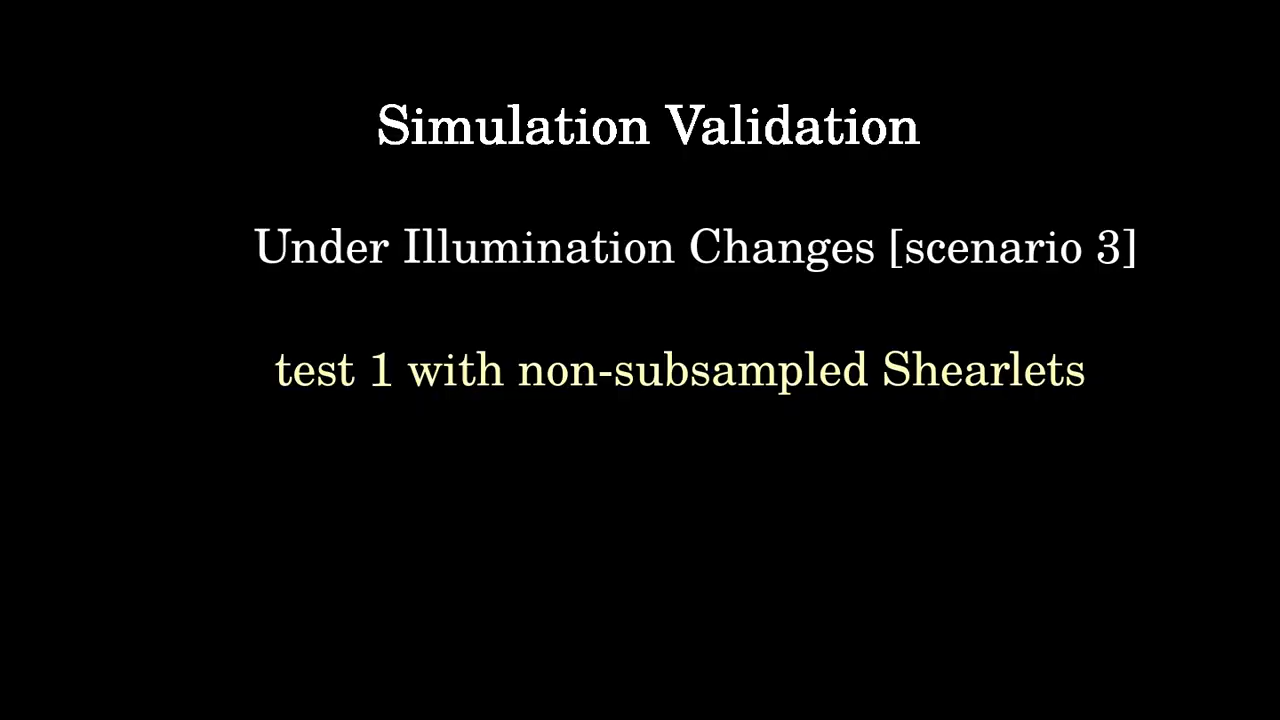 Simulation Validation
Under Illumination Changes [scenario 3]
test 1 with non-subsampled Shearlets